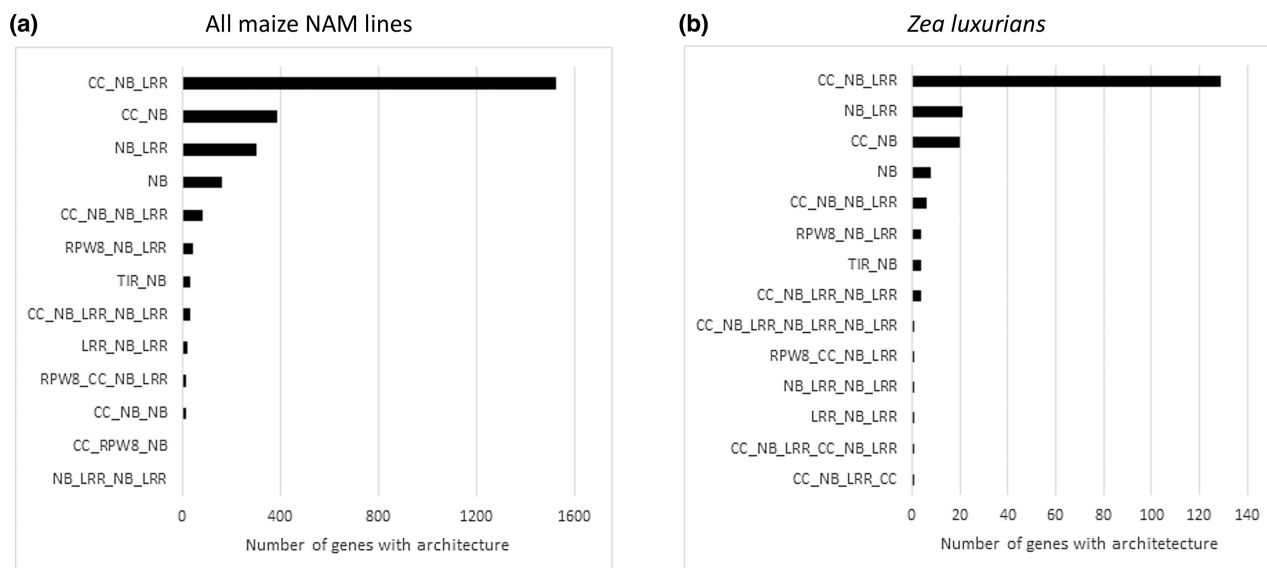 (a) All maize NAM lines
CC_NB_LRR
CC_NB
NB_LRR
NB
CC_NB_NB_LRR
RPW8_NB_LRR
TIR_NB
CC_NB_LRR_NB_LRR
LRR_NB_LRR
RPW8_CC_NB_LRR
CC_NB_NB
CC_RPW8_NB
NB_LRR_NB_LRR
0 400 800 1200 1600
Number of genes with architecture
(b) Zea luxurians
CC_NB_LRR
NB_LRR
CC_NB
NB
CC_NB_NB_LRR
RPW8_NB_LRR
TIR_NB
CC_NB_LRR_NB_LRR
CC_NB_LRR_NB_LRR_NB_LRR
RPW8_CC_NB_LRR
NB_LRR_NB_LRR
LRR_NB_LRR
CC_NB_LRR_CC_NB_LRR
CC_NB_LRR_CC
0 20 40 60 80 100 120 140
Number of genes with architetecture